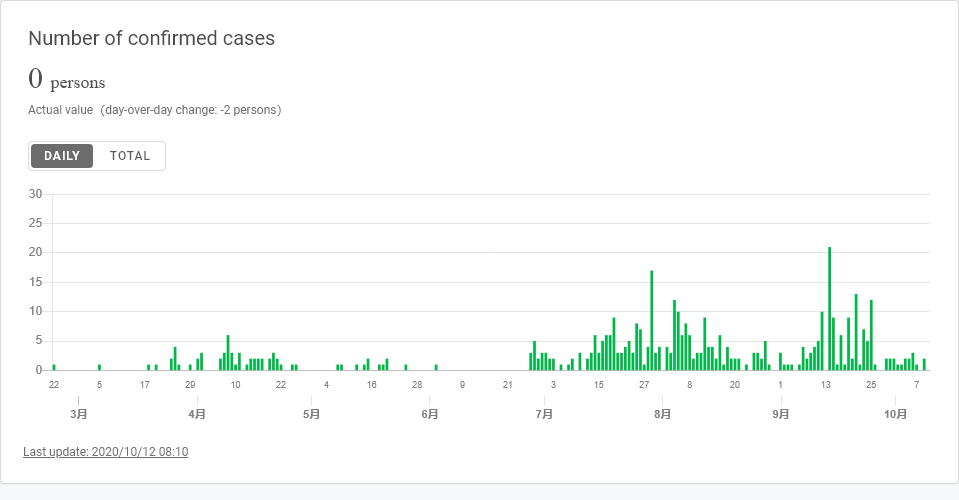 Number of confirmed cases
0 persons
Actual value (day-over-day change: -2 persons)
DAILY TOTAL
30
25
20
15
10
5
0
22 5 17 29 10 22 4 16 28 9 21 3 15 27 8 20 1 13 25 7
3月 4月 5月 6月 7月 8月 9月 10月
Last update: 2020/10/12 08:10